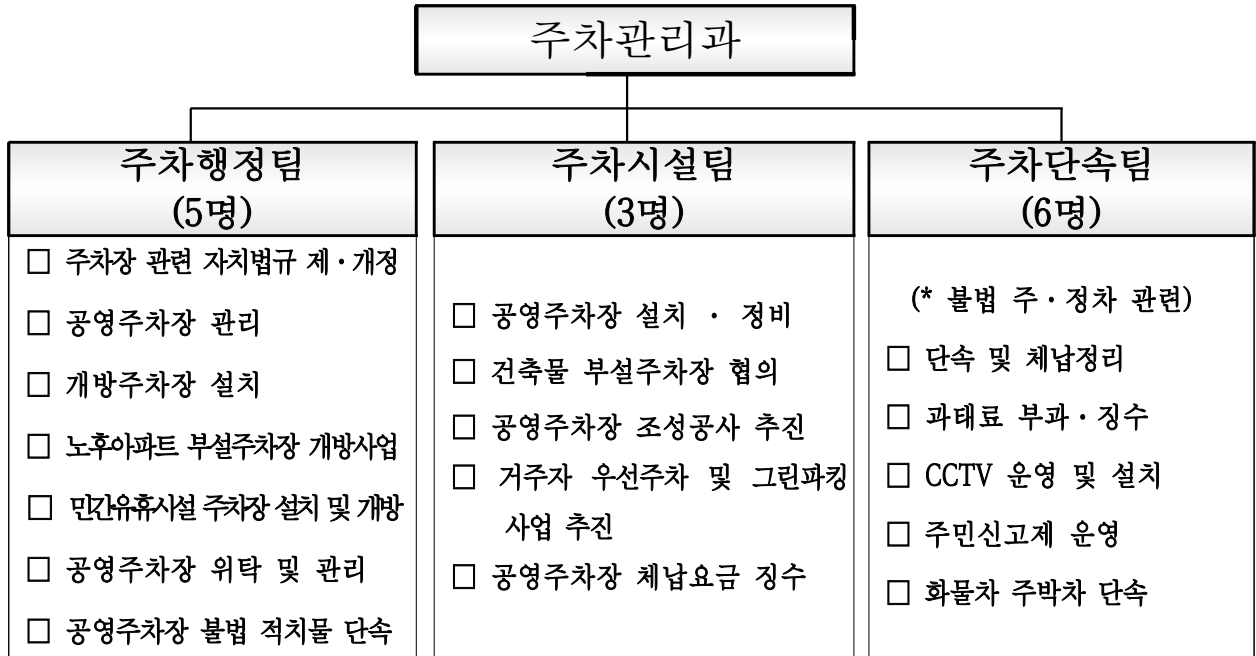 주차관리과
주차행정팀
(5명)
□ 주차장 관련 자치법규 제·개정
□ 공영주차장 관리
□ 개방주차장 설치
□ 노후아파트 부설주차장 개방사업
□ 민간유휴시설 주차장 설치 및 개방
□ 공영주차장 위탁 및 관리
□ 공영주차장 불법 적치물 단속
주차시설팀
(3명)
□ 공영주차장 설치 · 정비
□ 건축물 부설주차장 협의
□ 공영주차장 조성공사 추진
□ 거주자 우선주차 및 그린파킹
사업 추진
□ 공영주차장 체납요금 징수
주차단속팀
(6명)
(* 불법 주·정차 관련)
□ 단속 및 체납정리
□ 과태료 부과·징수
□ CCTV 운영 및 설치
□ 주민신고제 운영
□ 화물차 주박차 단속